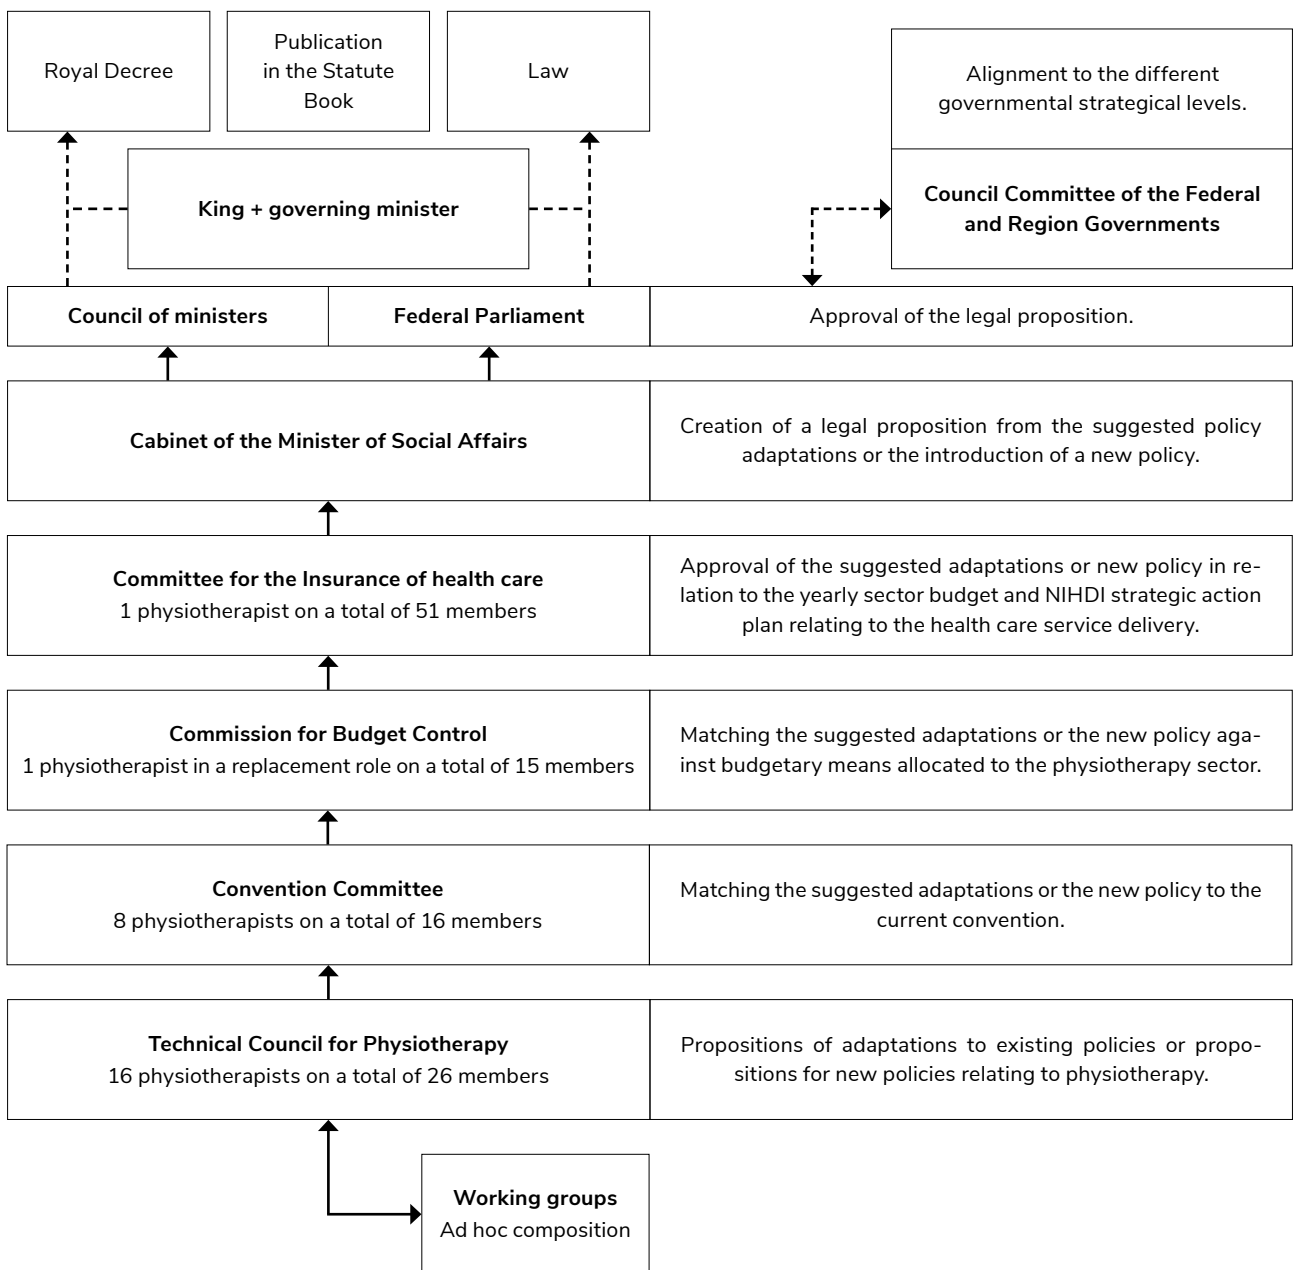 Royal Decree
Publication
in the Statute
Book
Law
Alignment to the different
governmental strategical levels.
King + governing minister
Council Committee of the Federal
and Region Governments
Council of ministers
Federal Parliament
Approval of the legal proposition.
Cabinet of the Minister of Social Affairs
Creation of a legal proposition from the suggested policy
adaptations or the introduction of a new policy.
Committee for the Insurance of health care
1 physiotherapist on a total of 51 members
Approval of the suggested adaptations or new policy in re-
lation to the yearly sector budget and NIHDI strategic action
plan relating to the health care service delivery.
Commission for Budget Control
1 physiotherapist in a replacement role on a total of 15 members
Matching the suggested adaptations or the new policy aga-
inst budgetary means allocated to the physiotherapy sector.
Convention Committee
8 physiotherapists on a total of 16 members
Matching the suggested adaptations or the new policy to the
current convention.
Technical Council for Physiotherapy
16 physiotherapists on a total of 26 members
Propositions of adaptations to existing policies or propo-
sitions for new policies relating to physiotherapy.
Working groups
Ad hoc composition